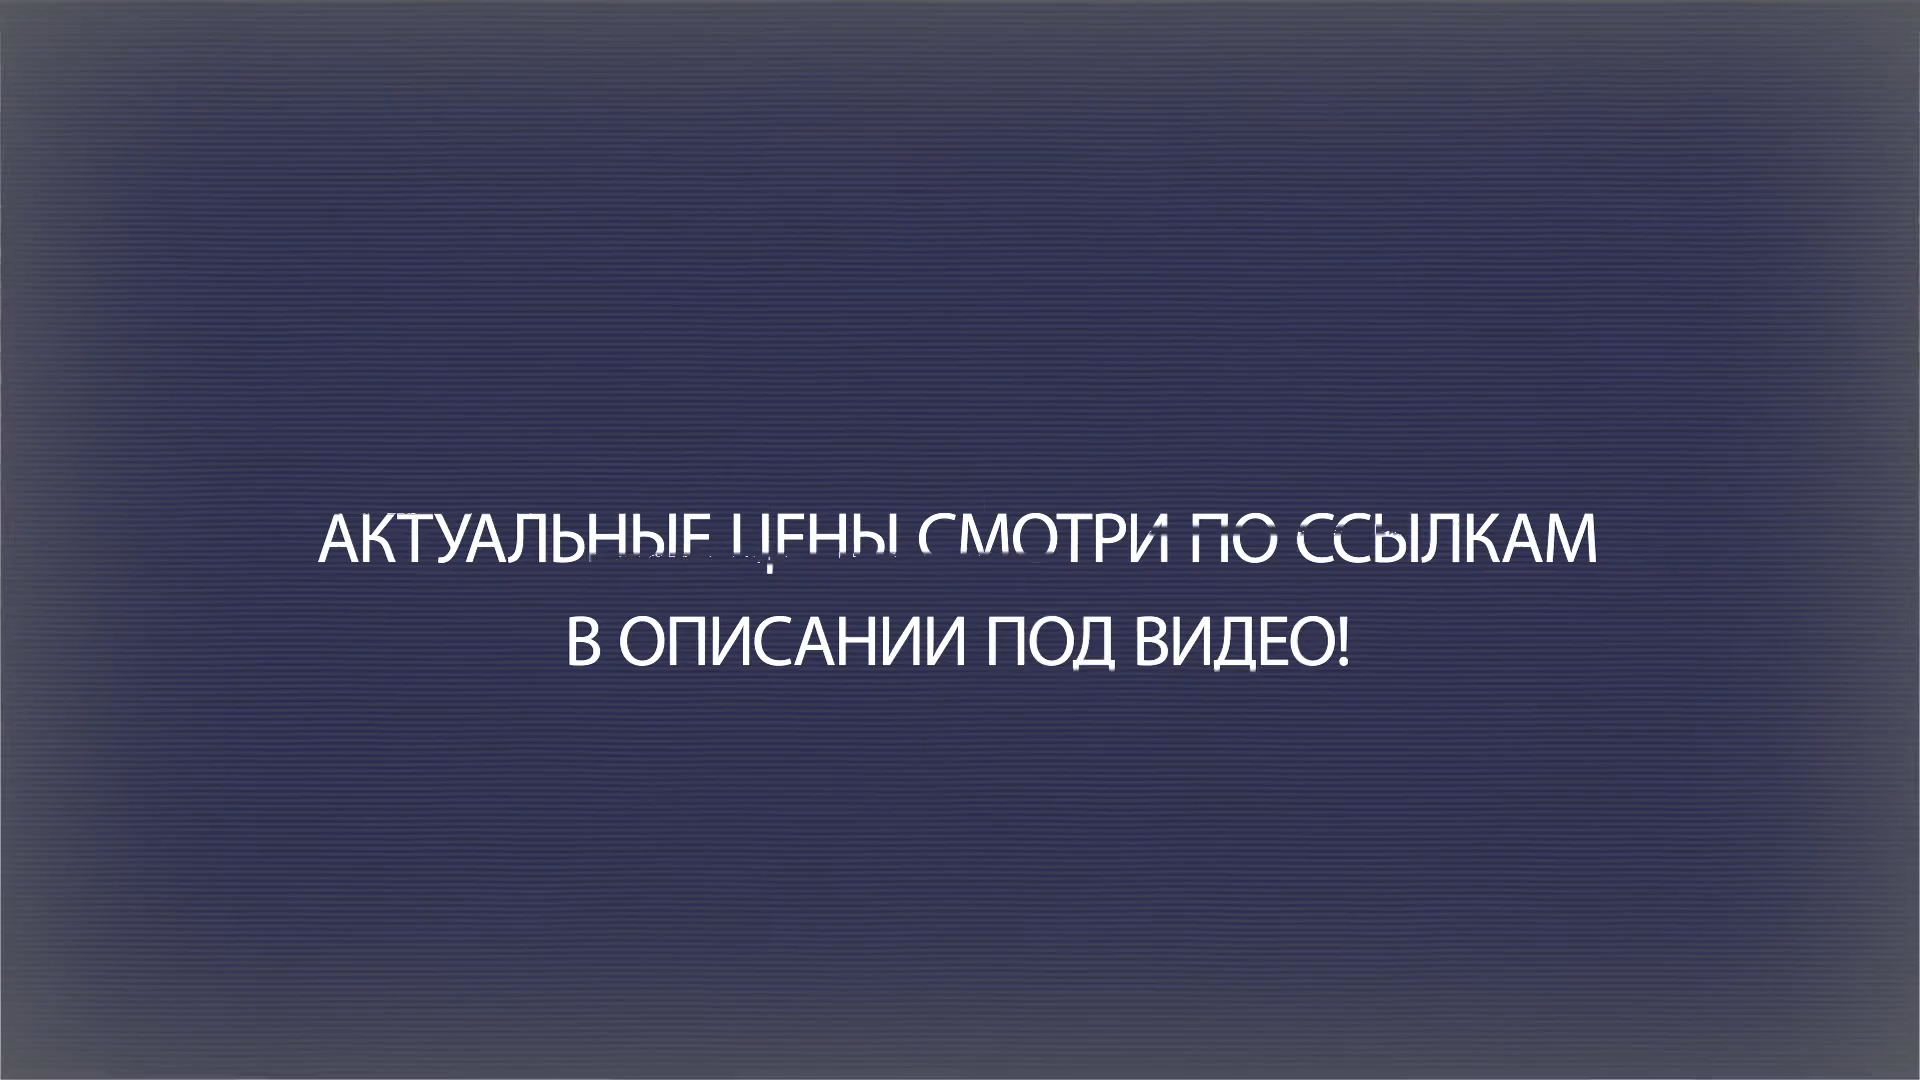 АКТУАЛЬНЫЕ ЦЕНЫ СМОТРИ ПО ССЫЛКАМ
В ОПИСАНИИ ПОД ВИДЕО!